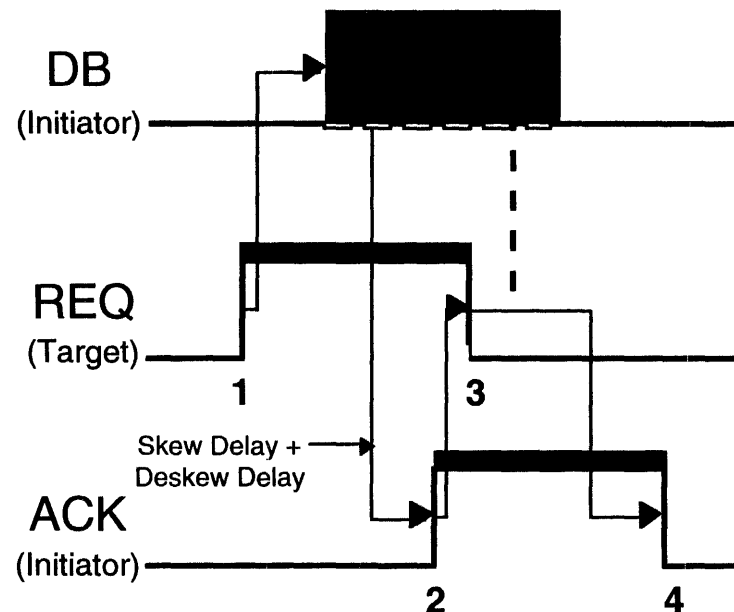 DB
(Initiator)
REQ
(Target)
1
3
Skew Delay +
Deskew Delay
ACK
(Initiator)
2
4